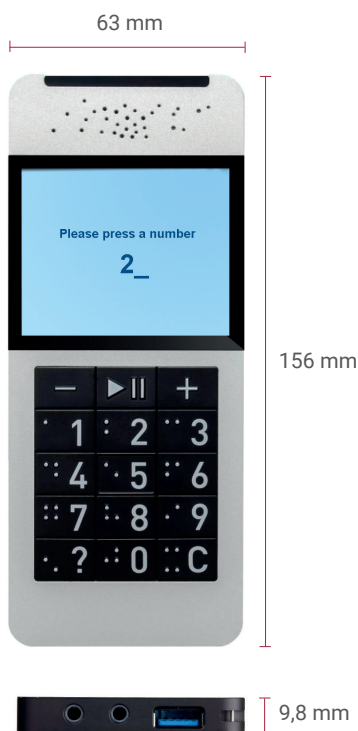 63 mm
Please press a number
2_
156 mm
− ▶❚❚ +
1 2 3
4 5 6
7 8 9
? 0 C
9,8 mm